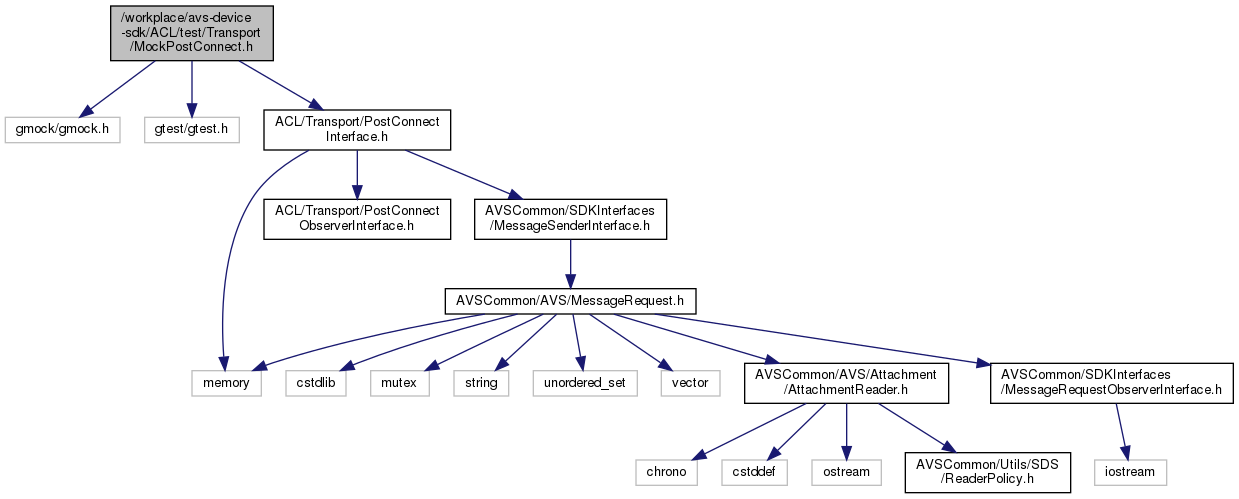 /workplace/avs-device
-sdk/ACL/test/Transport
/MockPostConnect.h
gmock/gmock.h
gtest/gtest.h
ACL/Transport/PostConnect
Interface.h
ACL/Transport/PostConnect
ObserverInterface.h
AVSCommon/SDKInterfaces
/MessageSenderInterface.h
AVSCommon/AVS/MessageRequest.h
memory
cstdlib
mutex
string
unordered_set
vector
AVSCommon/AVS/Attachment
/AttachmentReader.h
AVSCommon/SDKInterfaces
/MessageRequestObserverInterface.h
chrono
cstddef
ostream
AVSCommon/Utils/SDS
/ReaderPolicy.h
iostream